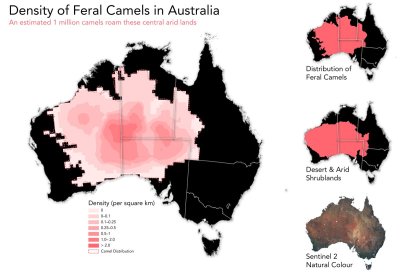 Density of Feral Camels in Australia
An estimated 1 million camels roam these central arid lands
Distribution of
Feral Camels
Desert & Arid
Shrublands
Density (per square km)
0
0-0.1
0.1-0.25
0.25-0.5
0.5-1
1.0- 2.0
> 2.0
Camel Distribution
Sentinel 2
Natural Colour